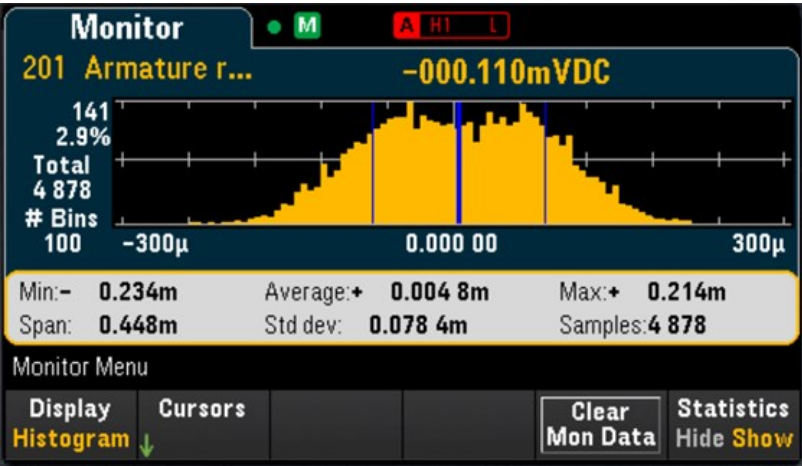 Monitor M A H1 L
201 Armature r... -000.110mVDC
141
2.9%
Total
4 878
# Bins
100 -300µ 0.000 00 300µ
Min:- 0.234m Average:+ 0.004 8m Max:+ 0.214m
Span: 0.448m Std dev: 0.078 4m Samples:4 878
Monitor Menu
Display Cursors Clear Statistics
Histogram ↓ Mon Data Hide Show